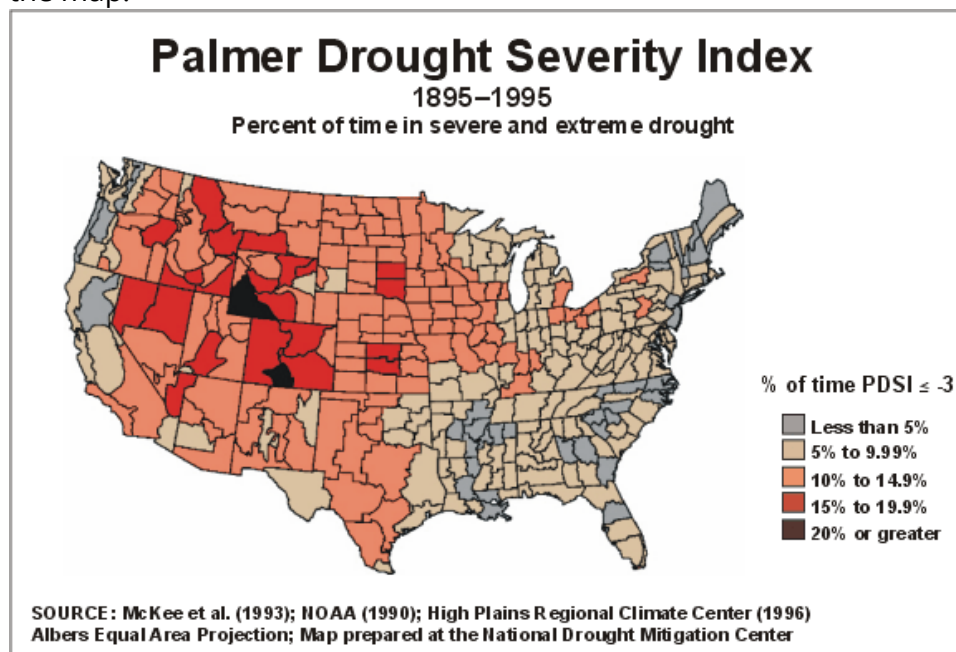 the map.
Palmer Drought Severity Index
1895–1995
Percent of time in severe and extreme drought
% of time PDSI ≤ -3
Less than 5%
5% to 9.99%
10% to 14.9%
15% to 19.9%
20% or greater
SOURCE: McKee et al. (1993); NOAA (1990); High Plains Regional Climate Center (1996)
Albers Equal Area Projection; Map prepared at the National Drought Mitigation Center